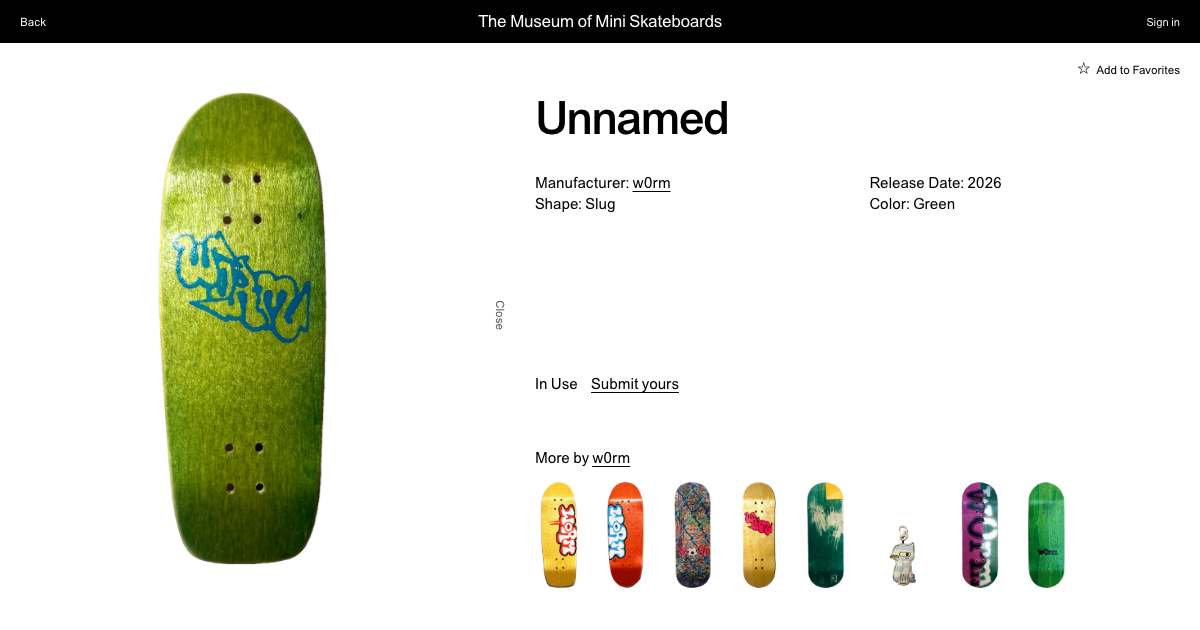 Back
The Museum of Mini Skateboards
Sign in
☆ Add to Favorites
Unnamed
Manufacturer: w0rm
Release Date: 2026
Shape: Slug
Color: Green
w0rm
Close
In Use Submit yours
More by w0rm